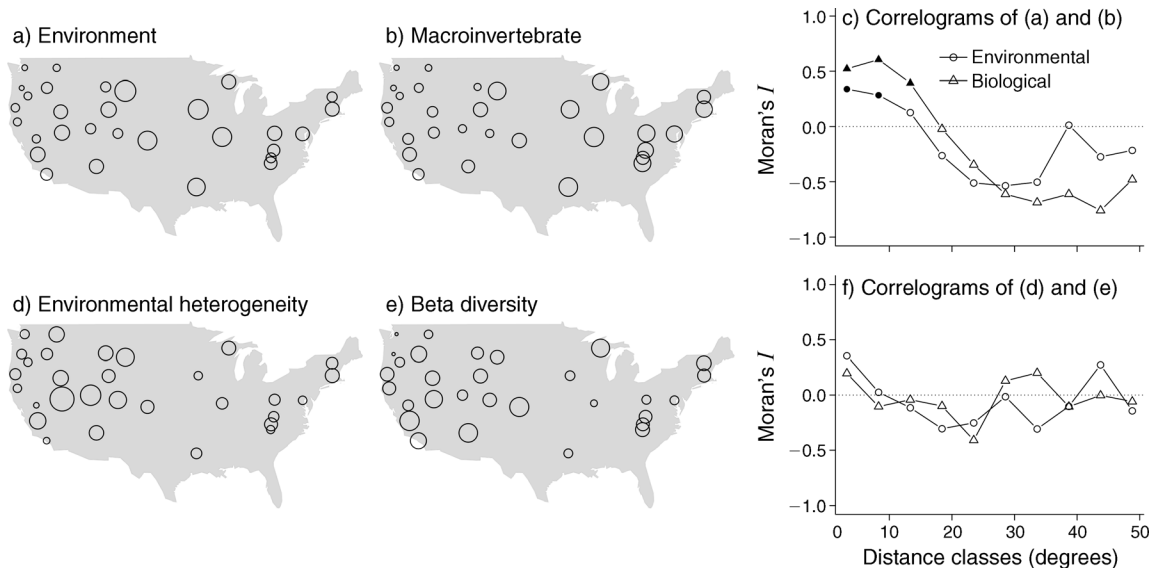 a) Environment
b) Macroinvertebrate
c) Correlograms of (a) and (b)
Environmental
Biological
Moran's I
1.0
0.5
0.0
−0.5
−1.0
d) Environmental heterogeneity
e) Beta diversity
f) Correlograms of (d) and (e)
Moran's I
1.0
0.5
0.0
−0.5
−1.0
0 10 20 30 40 50
Distance classes (degrees)